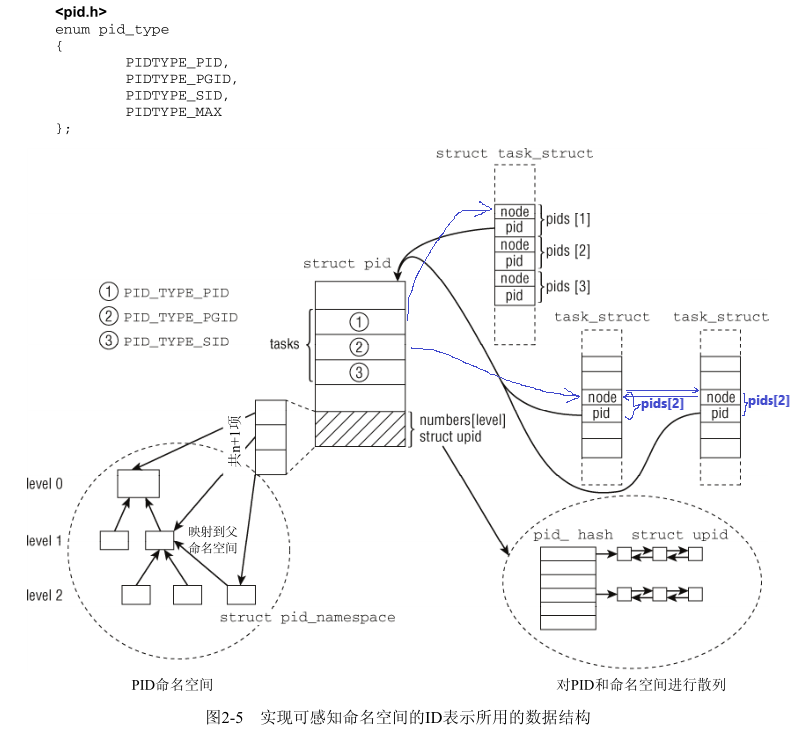 <pid.h>
enum pid_type
{
PIDTYPE_PID,
PIDTYPE_PGID,
PIDTYPE_SID,
PIDTYPE_MAX
};
struct task_struct
node
pid
pids [1]
node
pid
pids [2]
node
pid
pids [3]
struct pid
① PID_TYPE_PID
② PID_TYPE_PGID
③ PID_TYPE_SID
tasks
①
②
③
numbers[level]
struct upid
task_struct
task_struct
node
pid
pids[2]
node
pid
pids[2]
共n+1项
level 0
level 1
level 2
映射到父
命名空间
struct pid_namespace
pid_ hash
struct upid
PID命名空间
对PID和命名空间进行散列
图2-5 实现可感知命名空间的ID表示所用的数据结构